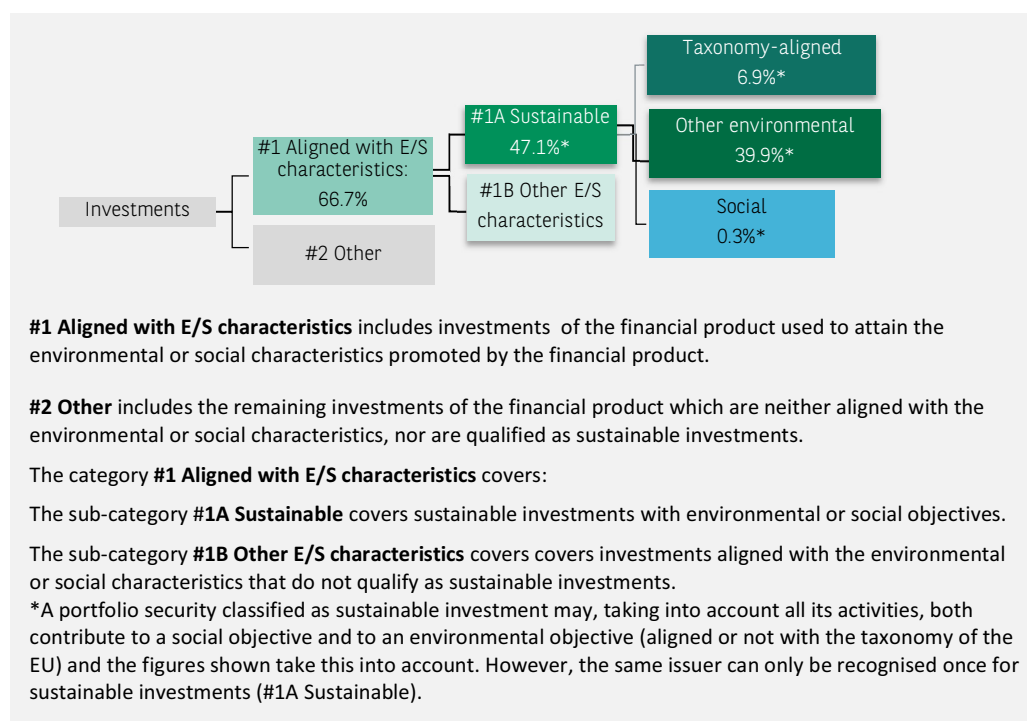 Taxonomy-aligned
6.9%*
#1A Sustainable
47.1%*
Other environmental
39.9%*
#1 Aligned with E/S
characteristics:
66.7%
#1B Other E/S
characteristics
Investments
Social
0.3%*
#2 Other
#1 Aligned with E/S characteristics includes investments of the financial product used to attain the
environmental or social characteristics promoted by the financial product.
#2 Other includes the remaining investments of the financial product which are neither aligned with the
environmental or social characteristics, nor are qualified as sustainable investments.
The category #1 Aligned with E/S characteristics covers:
The sub-category #1A Sustainable covers sustainable investments with environmental or social objectives.
The sub-category #1B Other E/S characteristics covers covers investments aligned with the environmental
or social characteristics that do not qualify as sustainable investments.
*A portfolio security classified as sustainable investment may, taking into account all its activities, both
contribute to a social objective and to an environmental objective (aligned or not with the taxonomy of the
EU) and the figures shown take this into account. However, the same issuer can only be recognised once for
sustainable investments (#1A Sustainable).